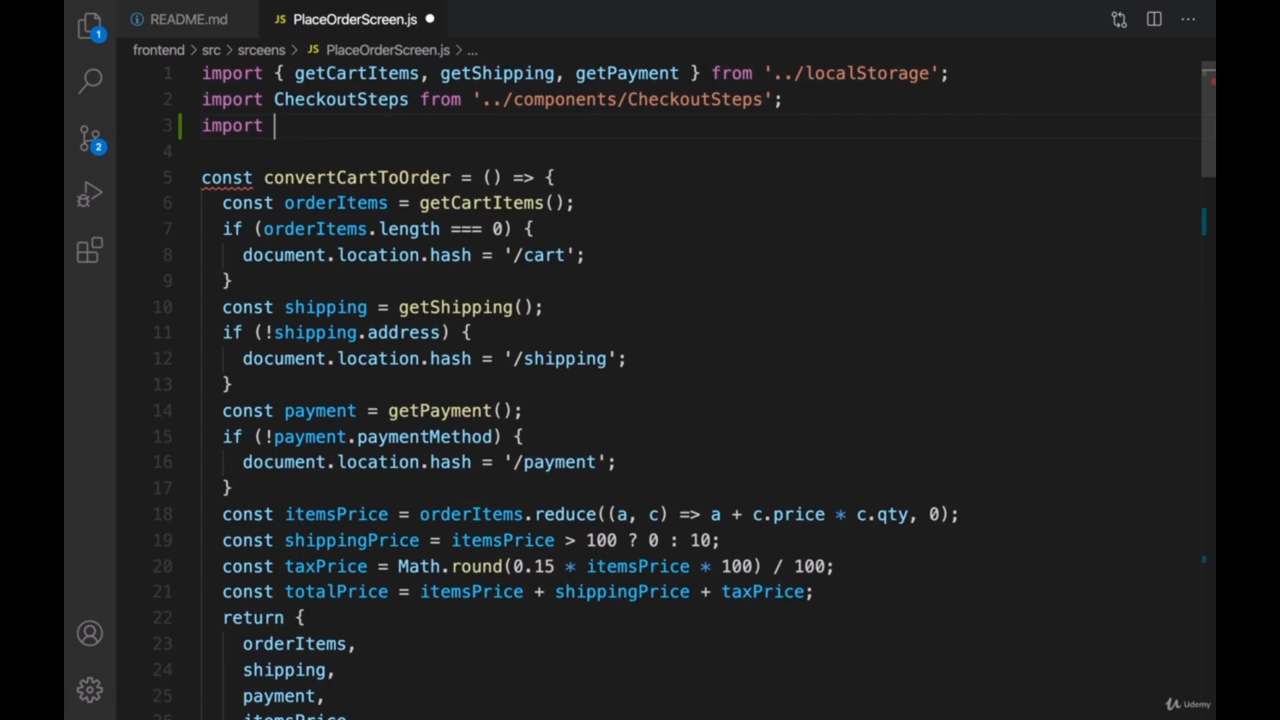 README.md JS PlaceOrderScreen.js
frontend > src > srceens > JS PlaceOrderScreen.js > ...
1 import { getCartItems, getShipping, getPayment } from '../localStorage';
2 import CheckoutSteps from '../components/CheckoutSteps';
3 import
4
5 const convertCartToOrder = () => {
6 const orderItems = getCartItems();
7 if (orderItems.length === 0) {
8 document.location.hash = '/cart';
9 }
10 const shipping = getShipping();
11 if (!shipping.address) {
12 document.location.hash = '/shipping';
13 }
14 const payment = getPayment();
15 if (!payment.paymentMethod) {
16 document.location.hash = '/payment';
17 }
18 const itemsPrice = orderItems.reduce((a, c) => a + c.price * c.qty, 0);
19 const shippingPrice = itemsPrice > 100 ? 0 : 10;
20 const taxPrice = Math.round(0.15 * itemsPrice * 100) / 100;
21 const totalPrice = itemsPrice + shippingPrice + taxPrice;
22 return {
23 orderItems,
24 shipping,
25 payment,
26 itemsPrice
1
2
Udemy